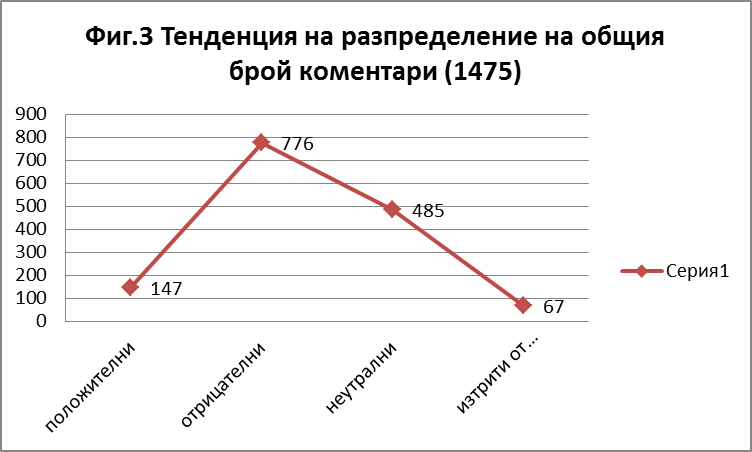 Фиг.3 Тенденция на разпределение на общия
брой коментари (1475)
900
800
700
600
500
400
300
200
100
0
147
776
485
67
положителни
отрицателни
неутрални
изтрити от...
Серия1